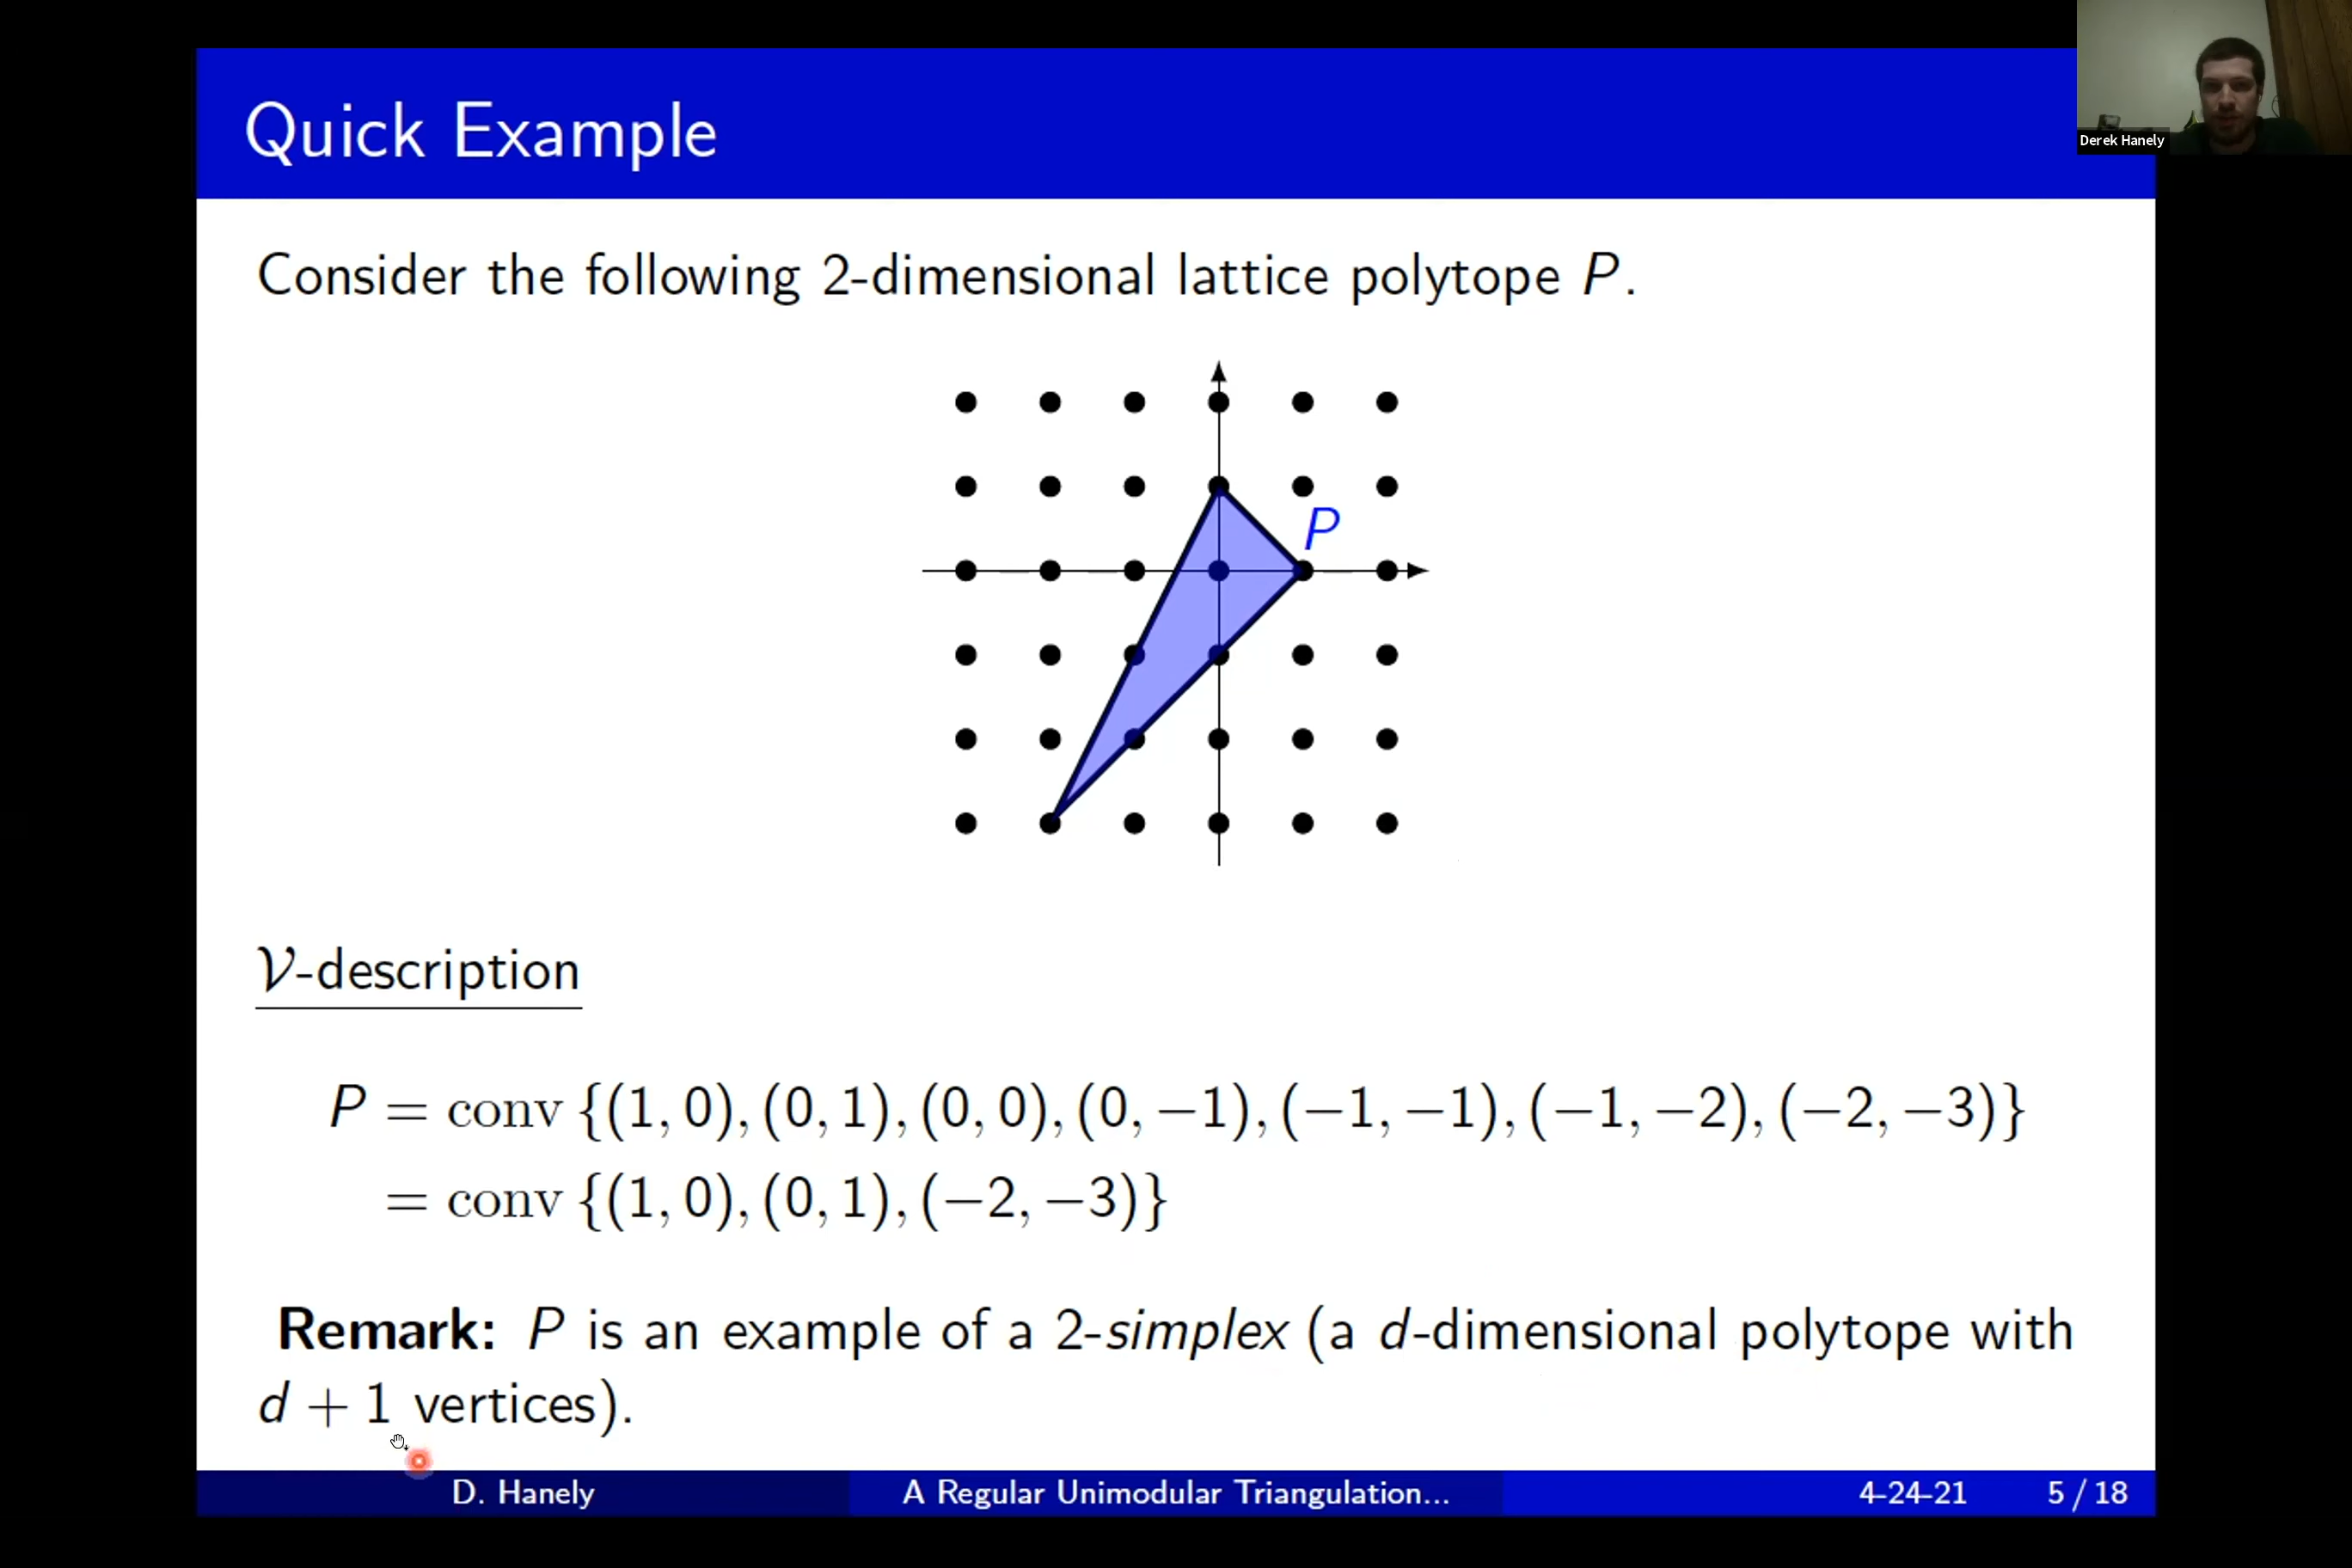 Quick Example
Derek Hanely
Consider the following 2-dimensional lattice polytope P.
P
𝒱-description
P = conv {(1, 0), (0, 1), (0, 0), (0, −1), (−1, −1), (−1, −2), (−2, −3)}
= conv {(1, 0), (0, 1), (−2, −3)}
Remark: P is an example of a 2-simplex (a d-dimensional polytope with
d + 1 vertices).
D. Hanely A Regular Unimodular Triangulation... 4-24-21 5 / 18